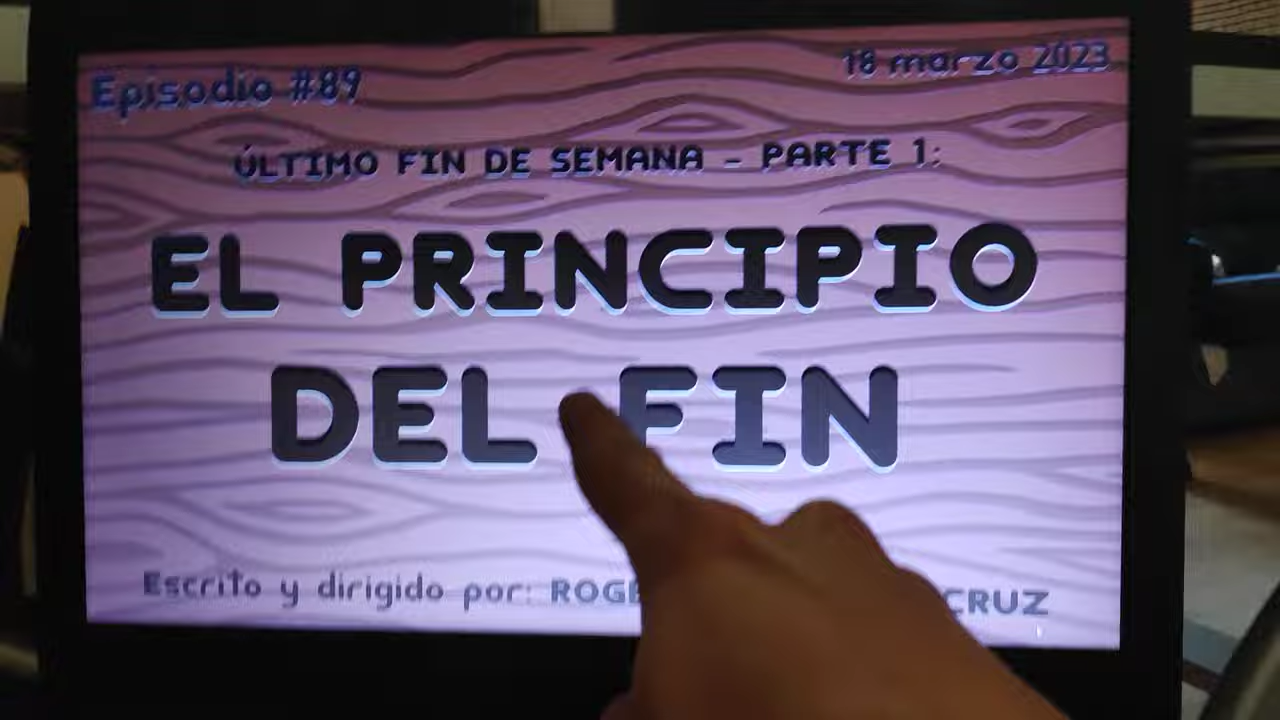 Episodio #89
18 marzo 2023
ÚLTIMO FIN DE SEMANA - PARTE 1:
EL PRINCIPIO
DEL FIN
Escrito y dirigido por: CRUZ